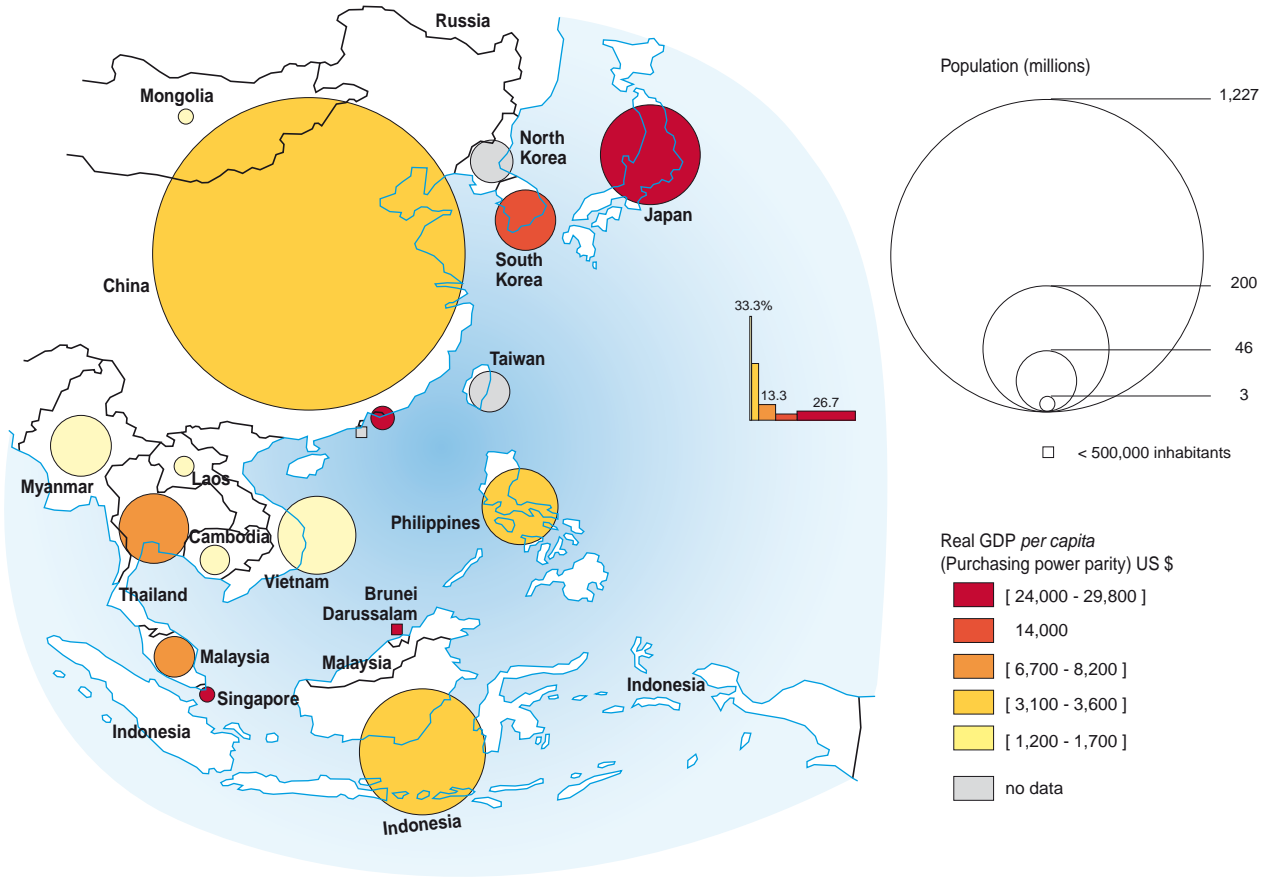 Russia
Mongolia
North
Korea
Japan
South
Korea
China
33.3%
13.3
26.7
Taiwan
Myanmar
Laos
Philippines
Cambodia
Vietnam
Thailand
Brunei
Darussalam
Malaysia
Malaysia
Singapore
Indonesia
Indonesia
Indonesia
Population (millions)
1,227
200
46
3
< 500,000 inhabitants
Real GDP per capita
(Purchasing power parity) US $
[ 24,000 - 29,800 ]
14,000
[ 6,700 - 8,200 ]
[ 3,100 - 3,600 ]
[ 1,200 - 1,700 ]
no data